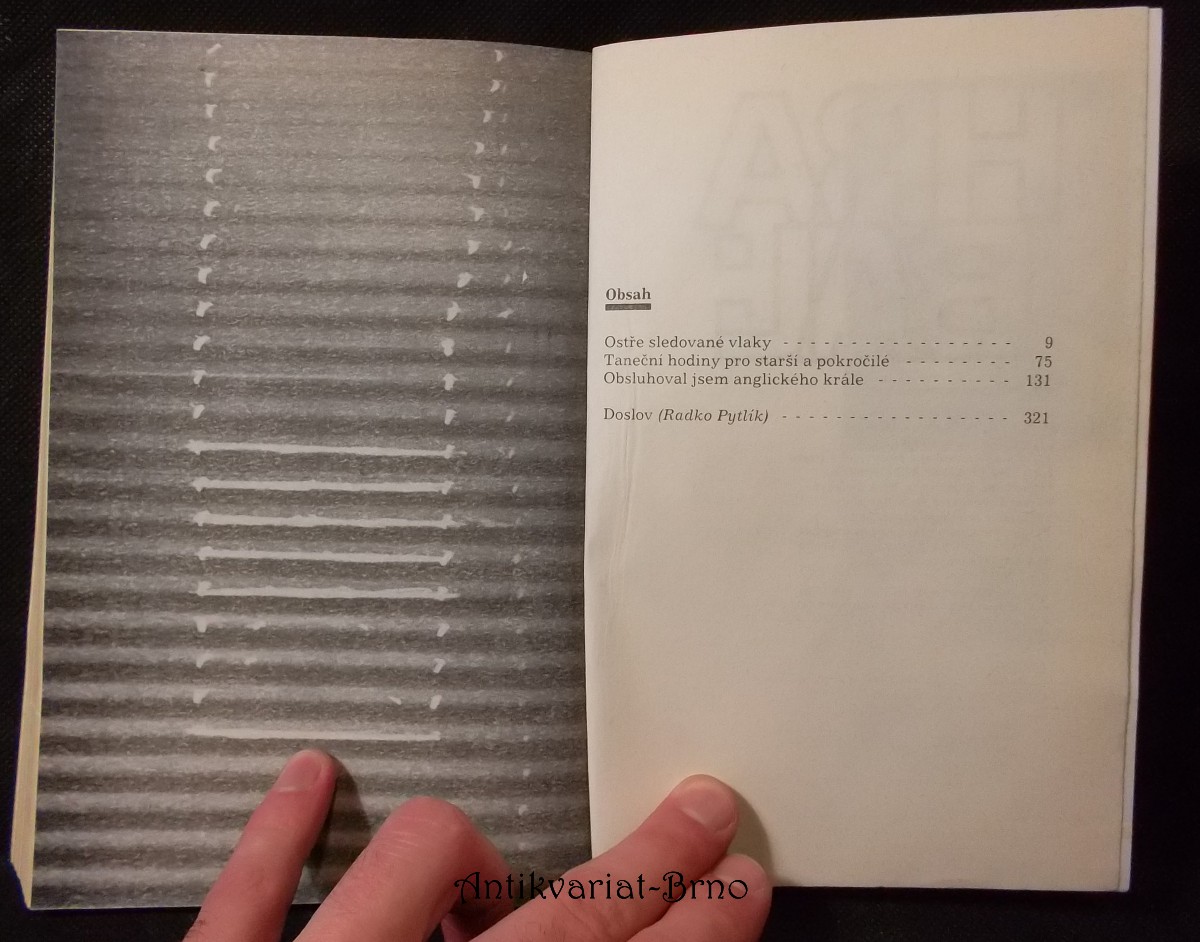 Obsah
Ostře sledované vlaky - - - - - - - - - - - - - - - - - 9
Taneční hodiny pro starší a pokročilé - - - - - - - - 75
Obsluhoval jsem anglického krále - - - - - - - - - - 131
Doslov (Radko Pytlík) - - - - - - - - - - - - - - - - - - 321
Antikvariat-Brno